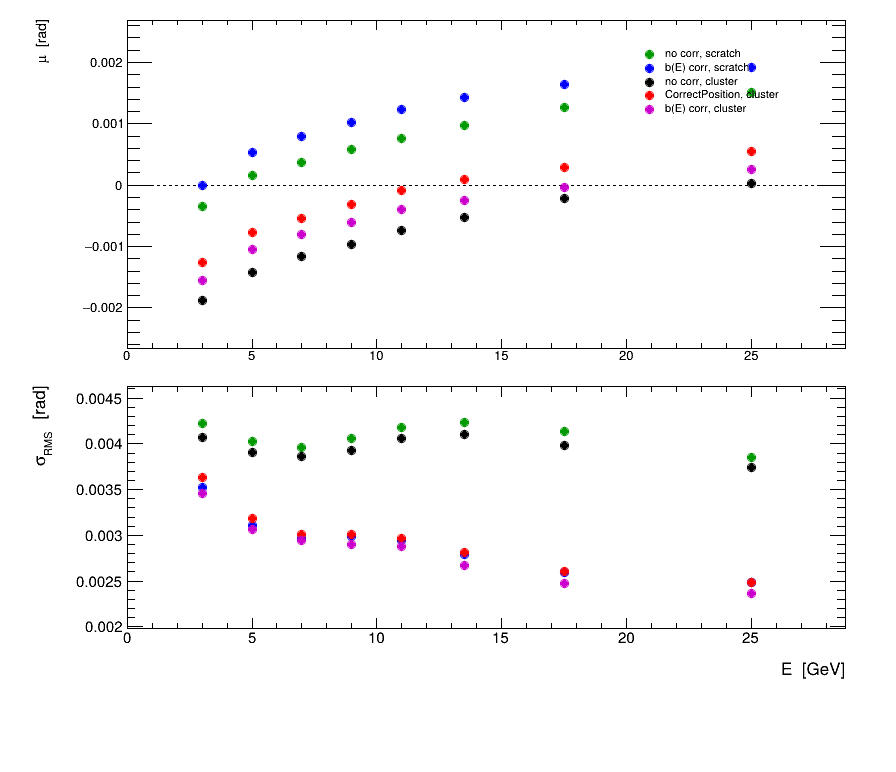 μ [rad]
0.002
0.001
0
−0.001
−0.002
no corr, scratch
b(E) corr, scratch
no corr, cluster
CorrectPosition, cluster
b(E) corr, cluster
0 5 10 15 20 25
σRMS [rad]
0.0045
0.004
0.0035
0.003
0.0025
0.002
0 5 10 15 20 25
E [GeV]